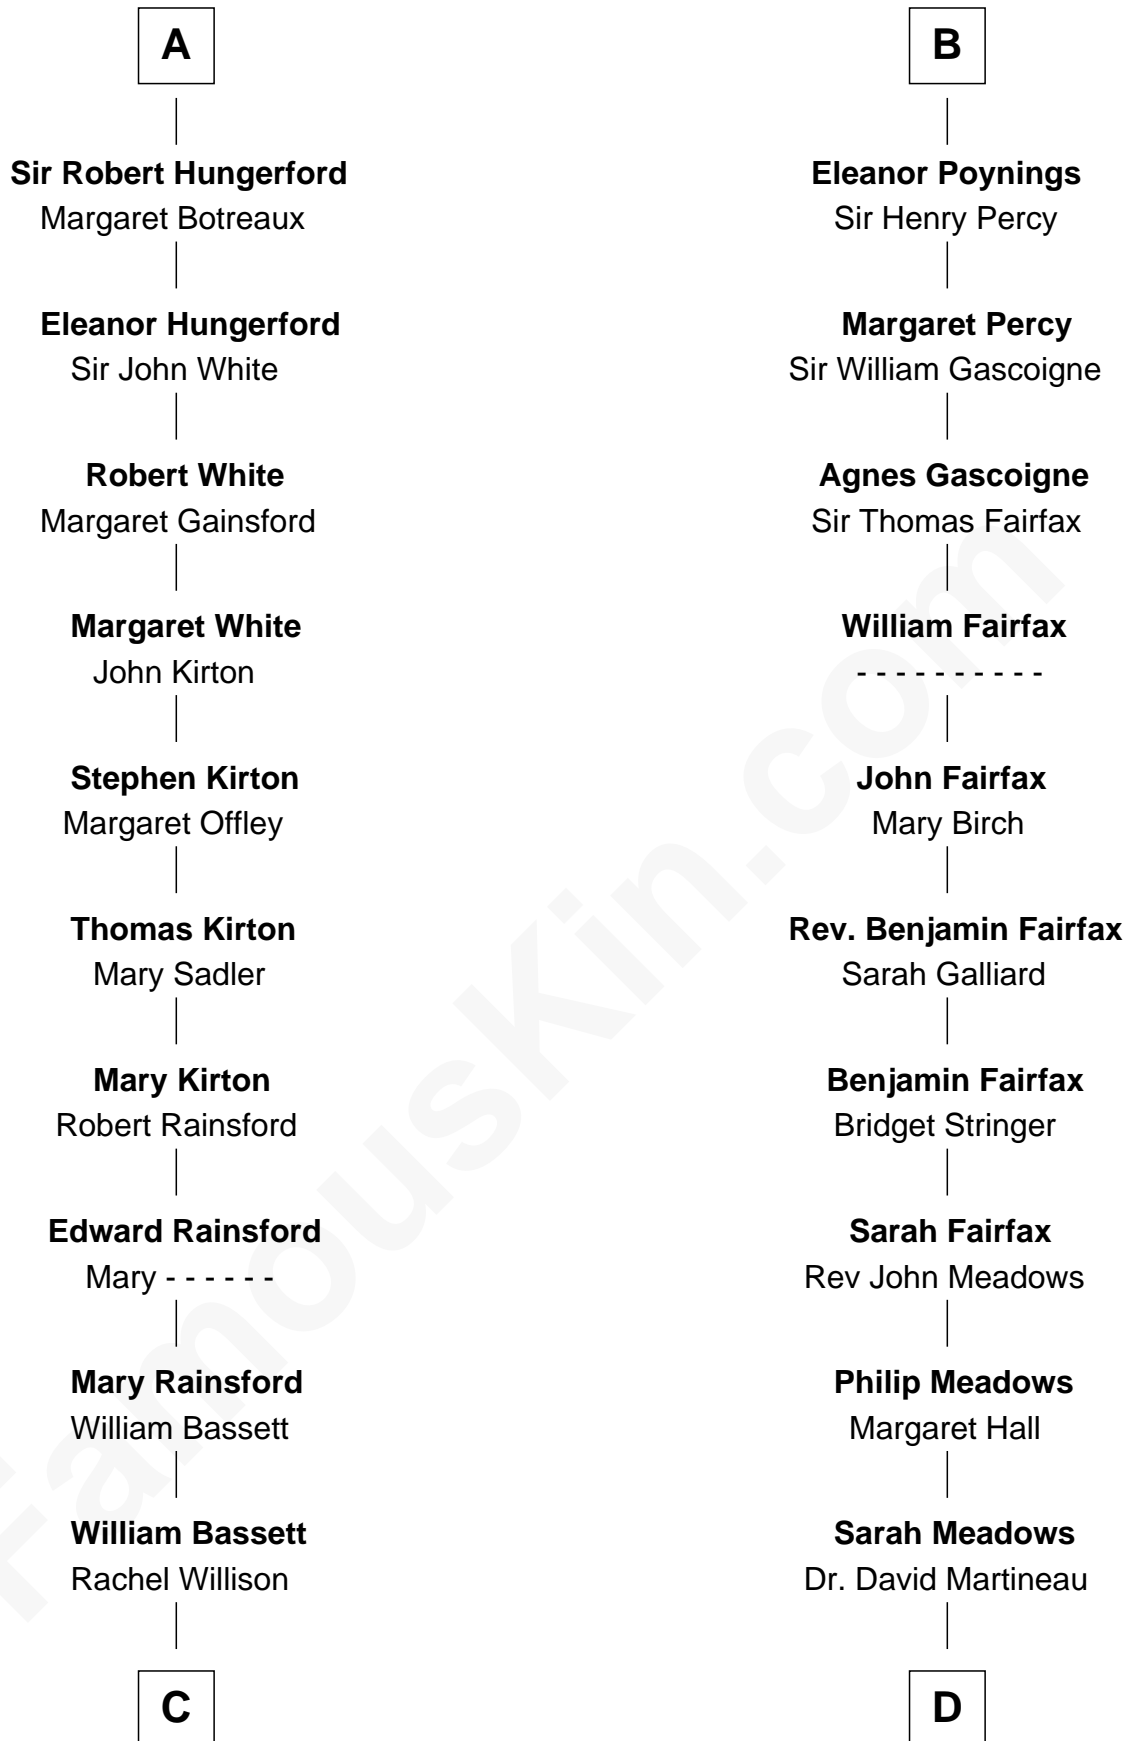 A
Sir Robert Hungerford
Margaret Botreaux
Eleanor Hungerford
Sir John White
Robert White
Margaret Gainsford
Margaret White
John Kirton
Stephen Kirton
Margaret Offley
Thomas Kirton
Mary Sadler
Mary Kirton
Robert Rainsford
Edward Rainsford
Mary - - - - - -
Mary Rainsford
William Bassett
William Bassett
Rachel Willison
C
B
Eleanor Poynings
Sir Henry Percy
Margaret Percy
Sir William Gascoigne
Agnes Gascoigne
Sir Thomas Fairfax
William Fairfax
- - - - - - - - - -
John Fairfax
Mary Birch
Rev. Benjamin Fairfax
Sarah Galliard
Benjamin Fairfax
Bridget Stringer
Sarah Fairfax
Rev John Meadows
Philip Meadows
Margaret Hall
Sarah Meadows
Dr. David Martineau
D
FamousKin.com